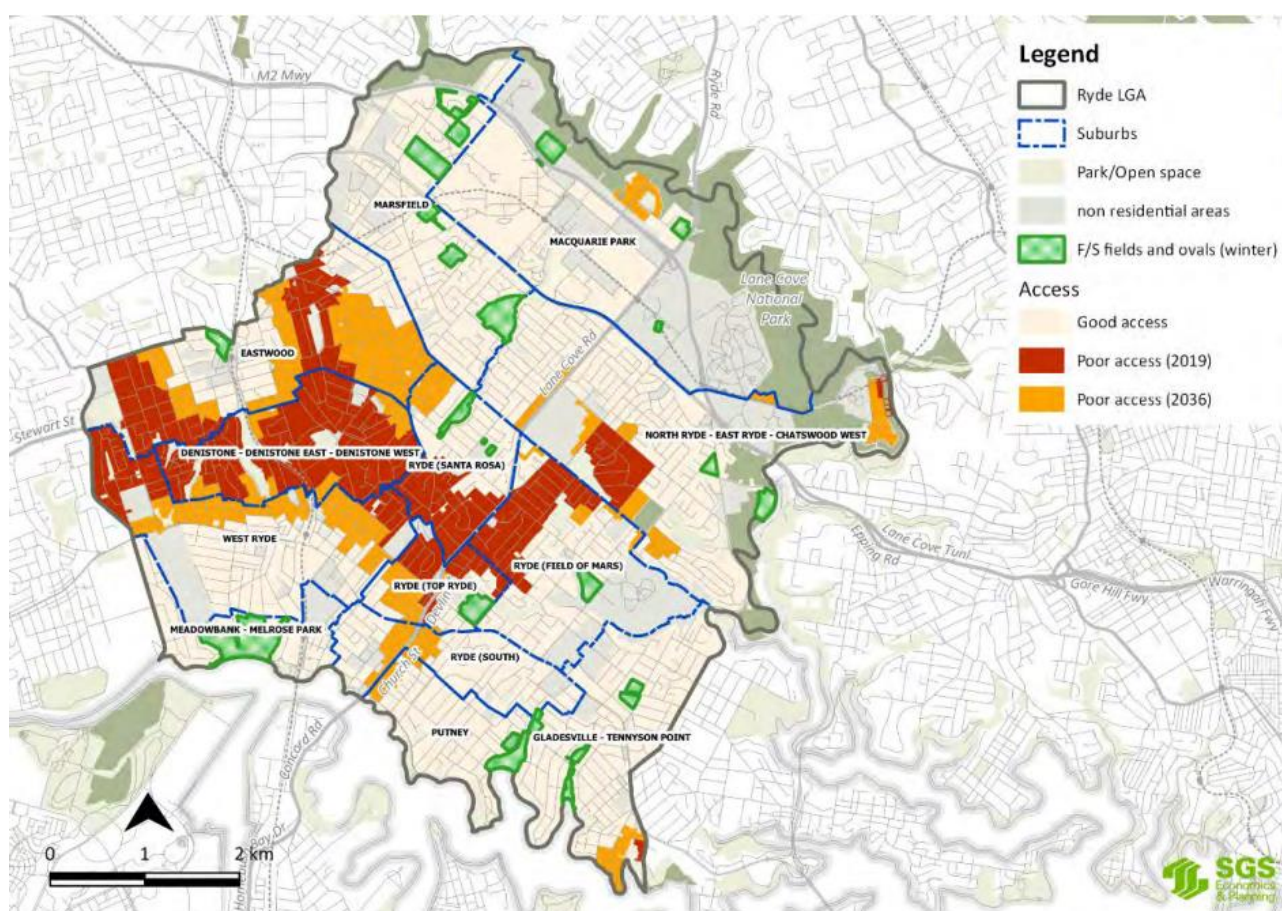 Legend
Ryde LGA
Suburbs
Park/Open space
non residential areas
F/S fields and ovals (winter)
Access
Good access
Poor access (2019)
Poor access (2036)
M2 Mwy
Ryde Rd
MARSFIELD
MACQUARIE PARK
Lane Cove
National
Park
Lane Cove Rd
EASTWOOD
Stewart St
DENISTONE - DENISTONE EAST - DENISTONE WEST
RYDE (SANTA ROSA)
NORTH RYDE - EAST RYDE - CHATSWOOD WEST
WEST RYDE
Epping Rd
Lane Cove Tunl
RYDE (FIELD OF MARS)
RYDE (TOP RYDE)
Devlin
Gore Hill Fwy
Warringah Fwy
MEADOWBANK - MELROSE PARK
RYDE (SOUTH)
Church St
PUTNEY
GLADESVILLE - TENNYSON POINT
Concord Rd
Bay Dr
0 1 2 km
SGS
Economics
& Planning